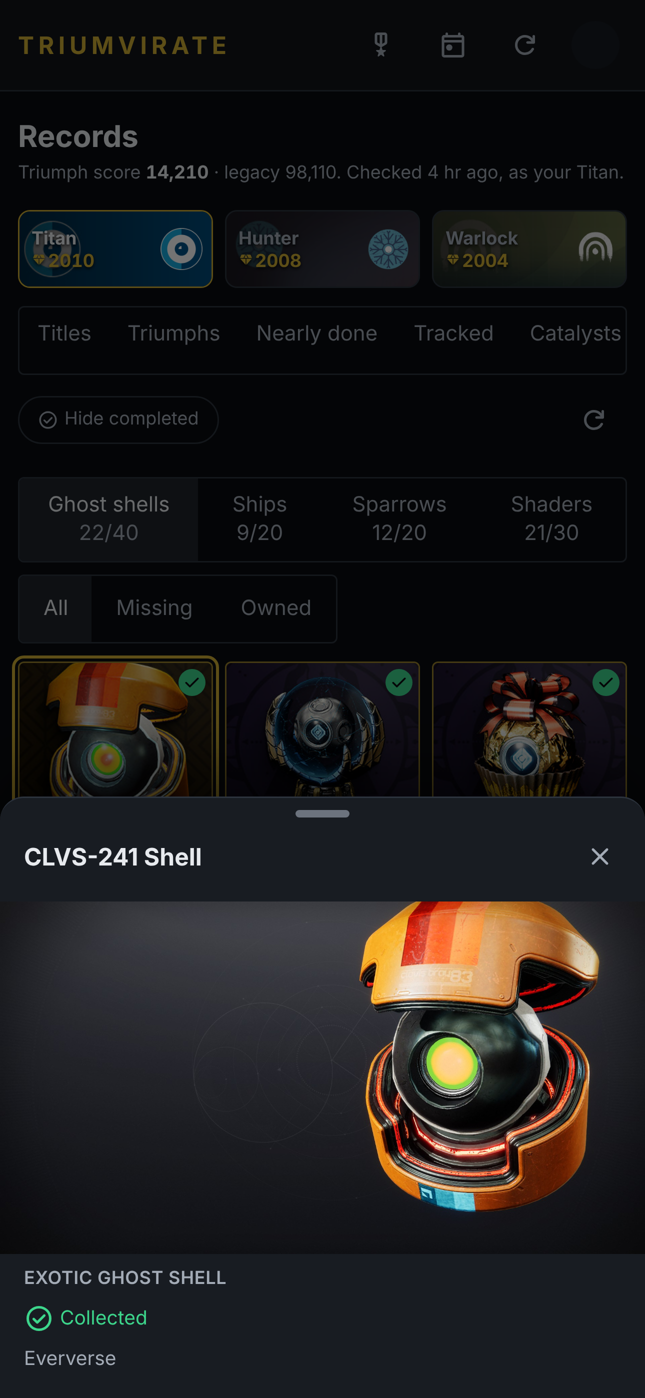 TRIUMVIRATE
Records
Triumph score 14,210 · legacy 98,110. Checked 4 hr ago, as your Titan.
Titan
2010
Hunter
2008
Warlock
2004
Titles Triumphs Nearly done Tracked Catalysts
Hide completed
Ghost shells Ships Sparrows Shaders
22/40 9/20 12/20 21/30
All Missing Owned
CLVS-241 Shell
83
EXOTIC GHOST SHELL
Collected
Eververse